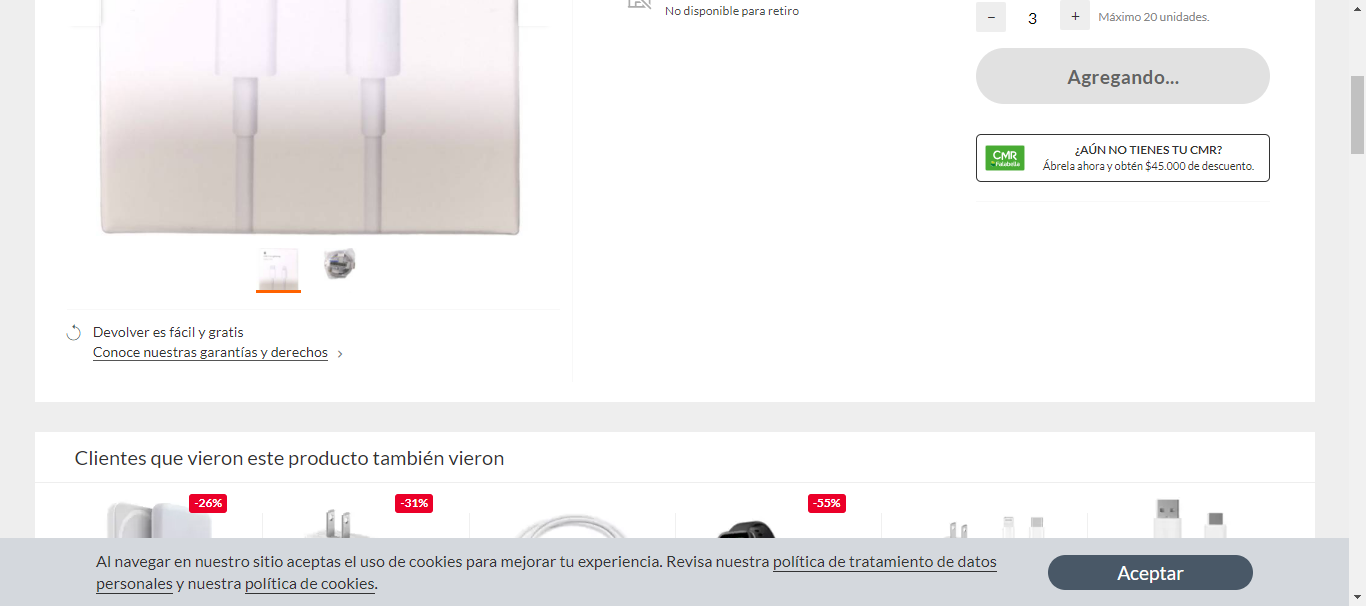 No disponible para retiro
− 3 + Máximo 20 unidades.
Agregando...
CMR
Falabella
¿AÚN NO TIENES TU CMR?
Ábrela ahora y obtén $45.000 de descuento.
Devolver es fácil y gratis
Conoce nuestras garantías y derechos
Clientes que vieron este producto también vieron
-26%
-31%
-55%
Al navegar en nuestro sitio aceptas el uso de cookies para mejorar tu experiencia. Revisa nuestra política de tratamiento de datos
personales y nuestra política de cookies.
Aceptar